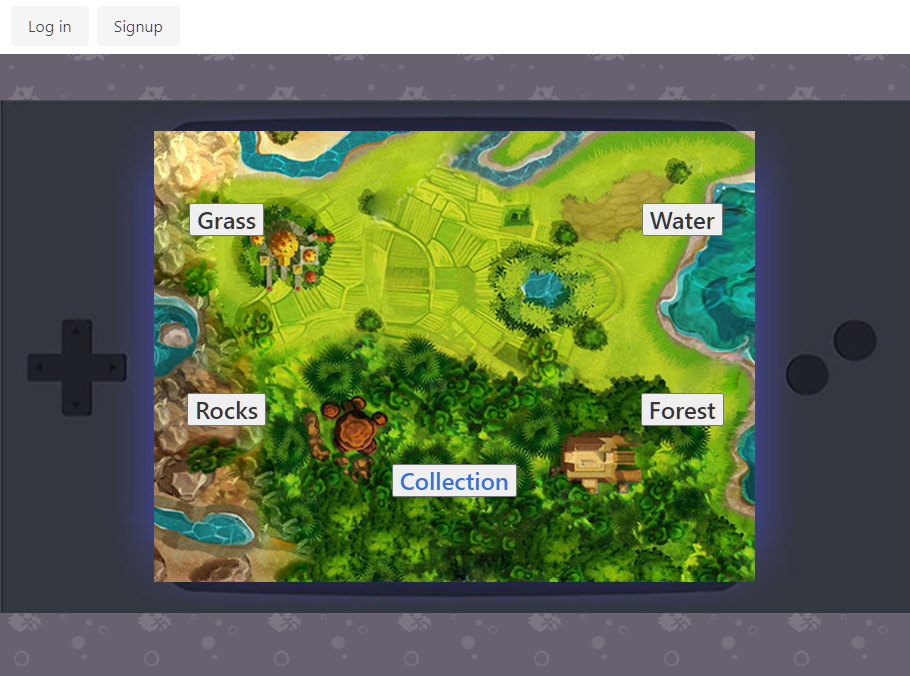 Log in
Signup
Grass
Water
Rocks
Forest
Collection